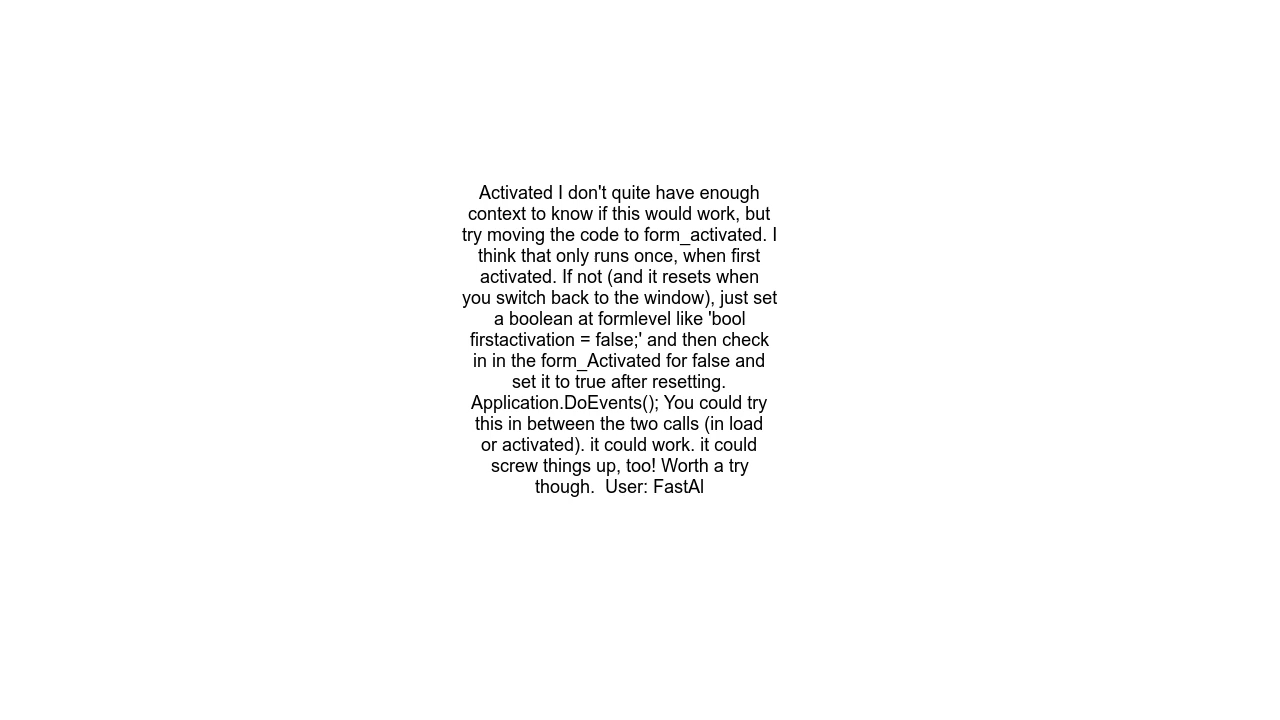 Activated I don't quite have enough
context to know if this would work, but
try moving the code to form_activated. I
think that only runs once, when first
activated. If not (and it resets when
you switch back to the window), just set
a boolean at formlevel like 'bool
firstactivation = false;' and then check
in in the form_Activated for false and
set it to true after resetting.
Application.DoEvents(); You could try
this in between the two calls (in load
or activated). it could work. it could
screw things up, too! Worth a try
though.  User: FastAl